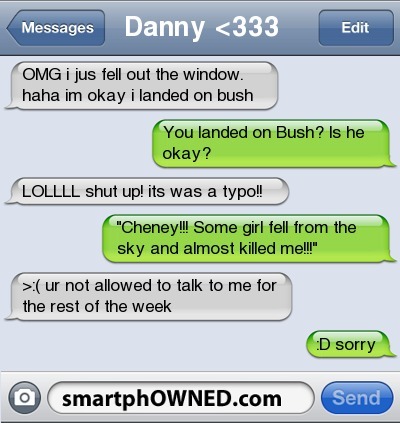 Messages
Danny <333
Edit
OMG i jus fell out the window.
haha im okay i landed on bush
You landed on Bush? Is he
okay?
LOLLLL shut up! its was a typo!!
"Cheney!!! Some girl fell from the
sky and almost killed me!!!"
>:( ur not allowed to talk to me for
the rest of the week
:D sorry
smartphOWNED.com
Send